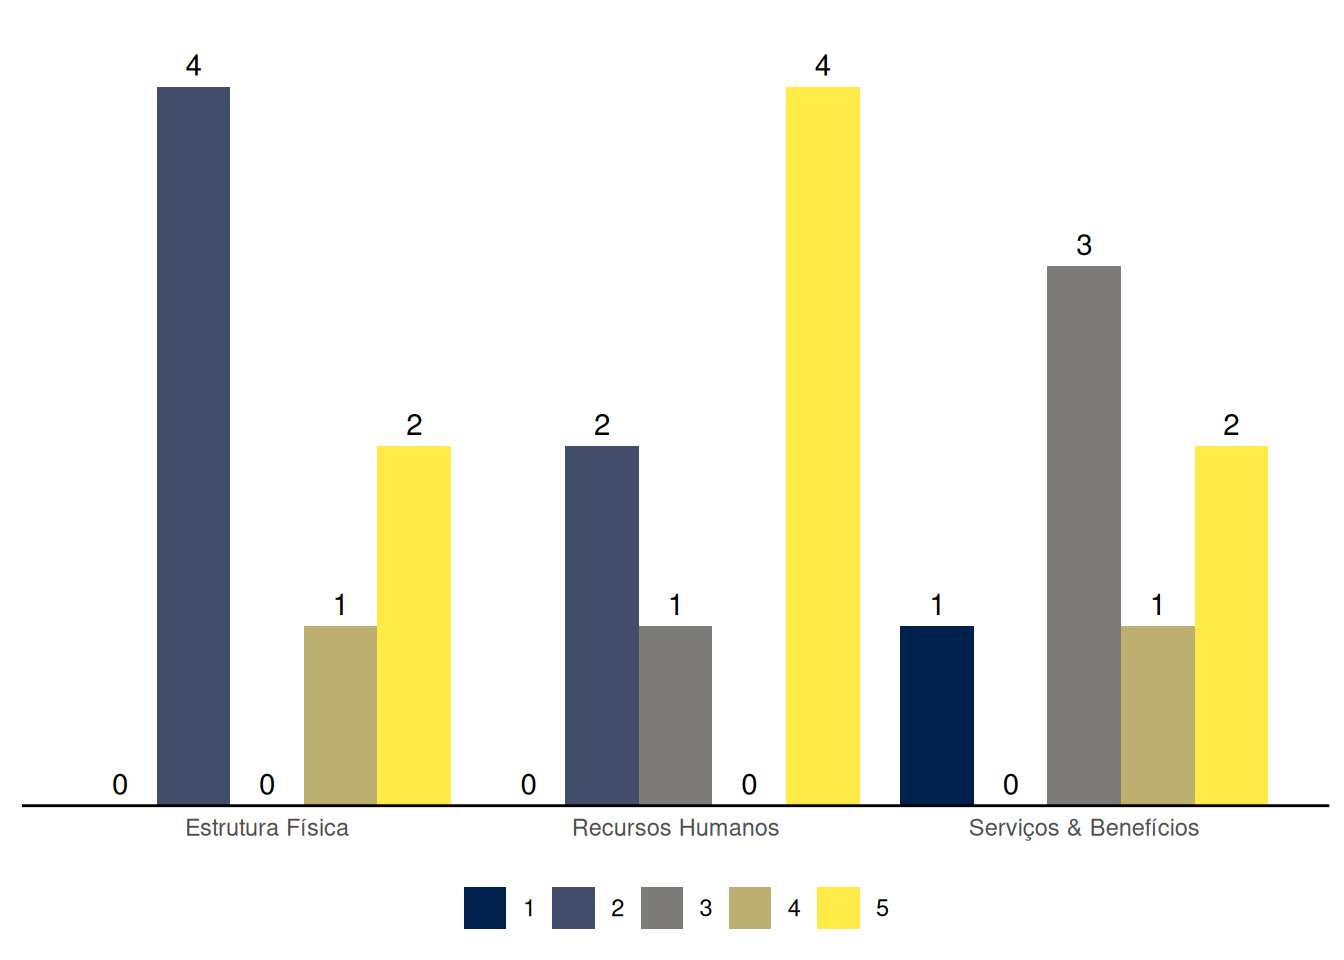 4 4
3
2 2 2
1 1 1 1
0 0 0 0 0
Estrutura Física Recursos Humanos Serviços & Benefícios
1 2 3 4 5